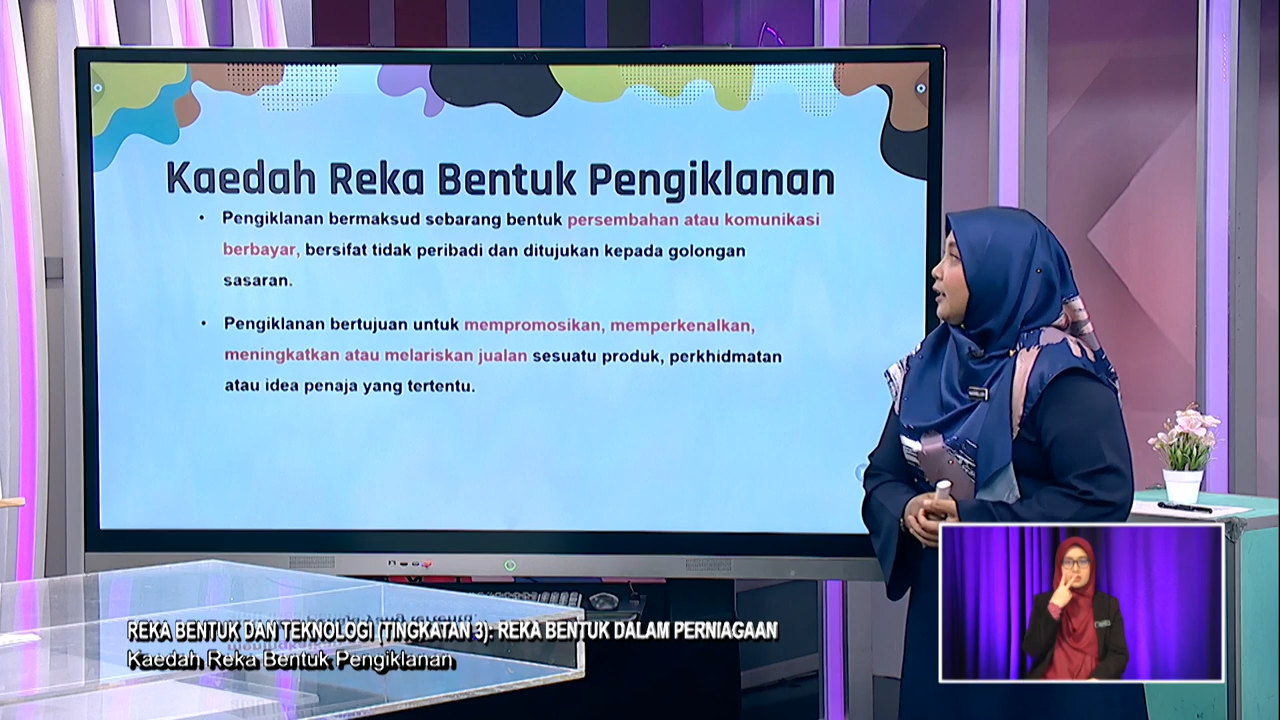 Kaedah Reka Bentuk Pengiklanan
• Pengiklanan bermaksud sebarang bentuk persembahan atau komunikasi
berbayar, bersifat tidak peribadi dan ditujukan kepada golongan
sasaran.
• Pengiklanan bertujuan untuk mempromosikan, memperkenalkan,
meningkatkan atau melariskan jualan sesuatu produk, perkhidmatan
atau idea penaja yang tertentu.
REKA BENTUK DAN TEKNOLOGI (TINGKATAN 3): REKA BENTUK DALAM PERNIAGAAN
Kaedah Reka Bentuk Pengiklanan